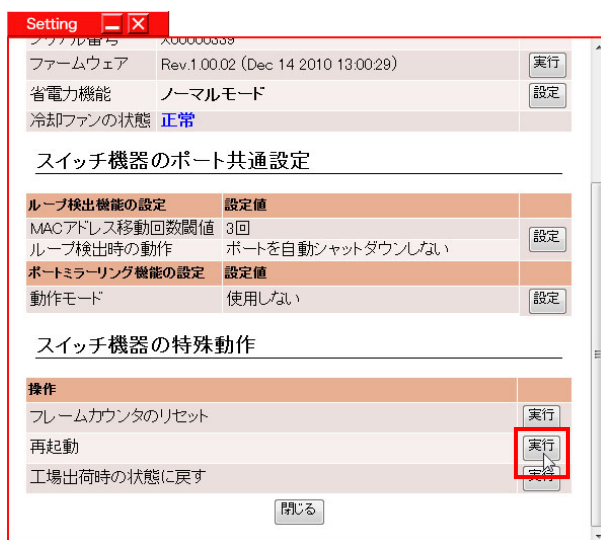 Setting
シリアル番号 X00000339
ファームウェア Rev.1.00.02 (Dec 14 2010 13:00:29) 実行
省電力機能 ノーマルモード 設定
冷却ファンの状態 正常
スイッチ機器のポート共通設定
ループ検出機能の設定 設定値
MACアドレス移動回数閾値 3回
ループ検出時の動作 ポートを自動シャットダウンしない 設定
ポートミラーリング機能の設定 設定値
動作モード 使用しない 設定
スイッチ機器の特殊動作
操作
フレームカウンタのリセット 実行
再起動 実行
工場出荷時の状態に戻す 実行
閉じる